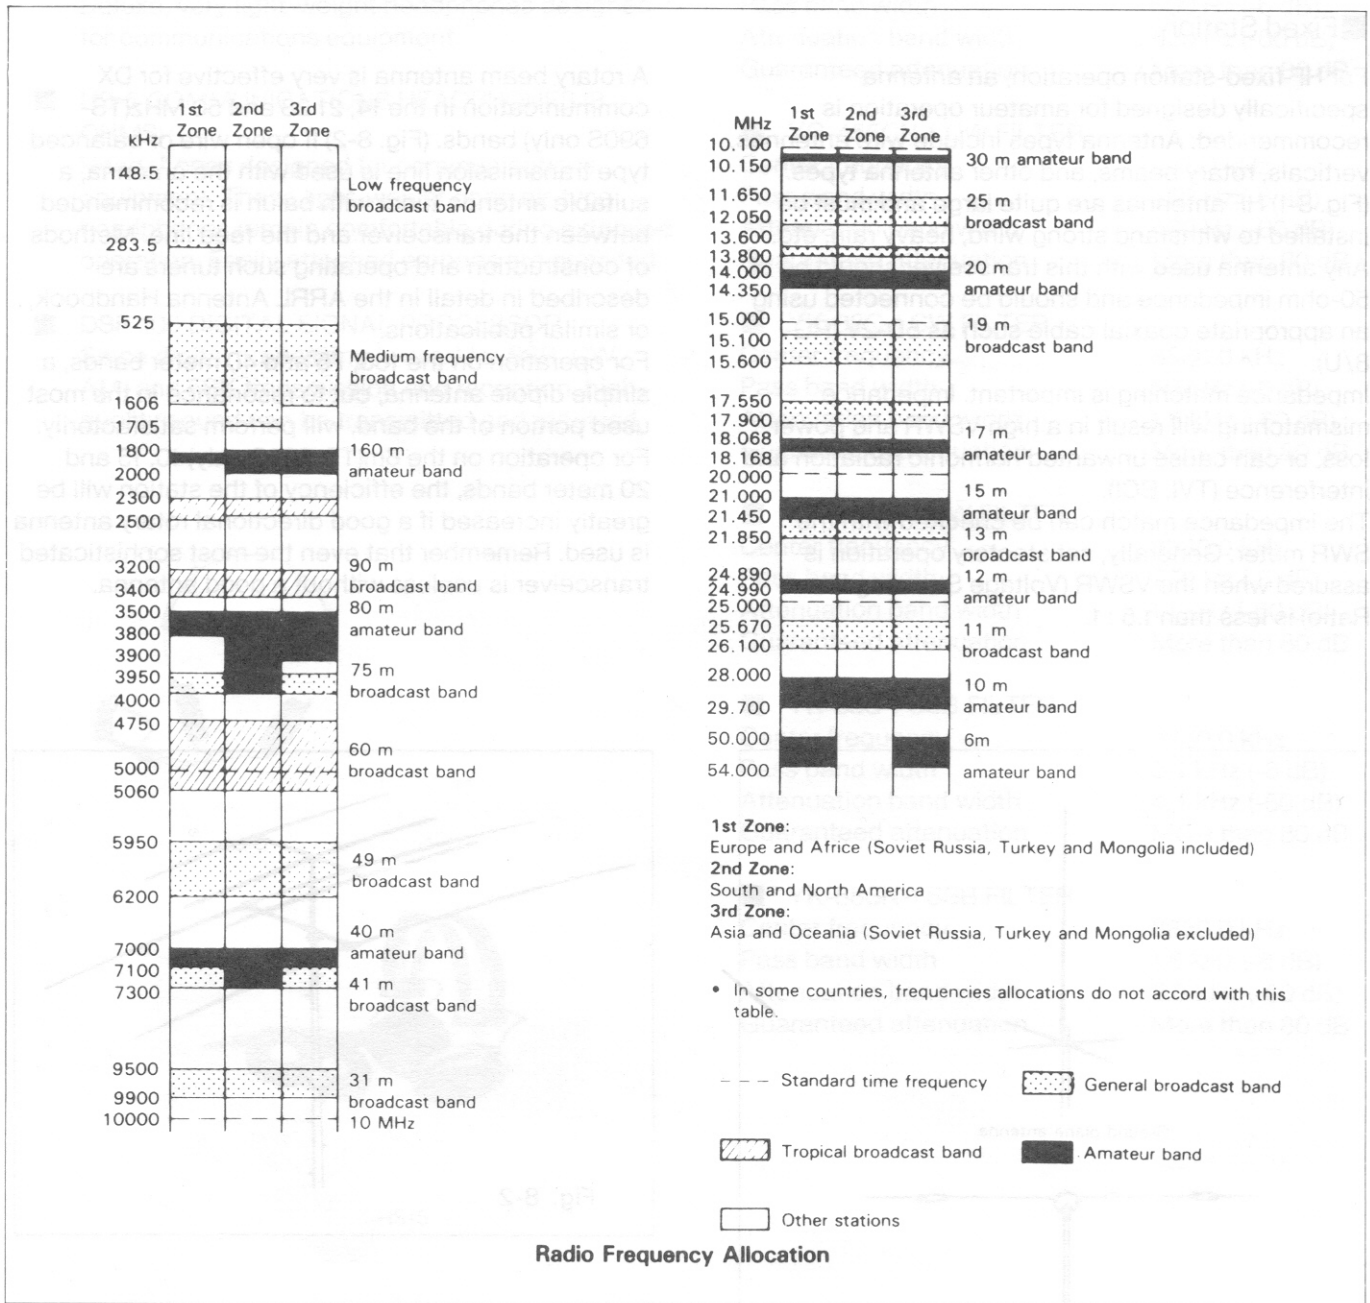 1st 2nd 3rd
Zone Zone Zone
kHz
148.5
Low frequency
broadcast band
283.5
525
Medium frequency
broadcast band
1606
1705
1800
160 m
amateur band
2000
2300
2500
3200
90 m
broadcast band
3400
3500
80 m
amateur band
3800
3900
3950
75 m
broadcast band
4000
4750
60 m
broadcast band
5000
5060
5950
49 m
broadcast band
6200
7000
40 m
amateur band
7100
41 m
broadcast band
7300
9500
31 m
broadcast band
9900
10000
10 MHz
MHz
1st 2nd 3rd
Zone Zone Zone
10.100
10.150
30 m amateur band
11.650
25 m
broadcast band
12.050
13.600
13.800
20 m
amateur band
14.000
14.350
15.000
19 m
broadcast band
15.100
15.600
17.550
17.900
17 m
amateur band
18.068
18.168
20.000
15 m
amateur band
21.000
21.450
13 m
broadcast band
21.850
24.890
12 m
amateur band
24.990
25.000
25.670
11 m
broadcast band
26.100
28.000
10 m
amateur band
29.700
50.000
6m
amateur band
54.000
1st Zone:
Europe and Africe (Soviet Russia, Turkey and Mongolia included)
2nd Zone:
South and North America
3rd Zone:
Asia and Oceania (Soviet Russia, Turkey and Mongolia excluded)
• In some countries, frequencies allocations do not accord with this
table.
Standard time frequency
General broadcast band
Tropical broadcast band
Amateur band
Other stations
Radio Frequency Allocation